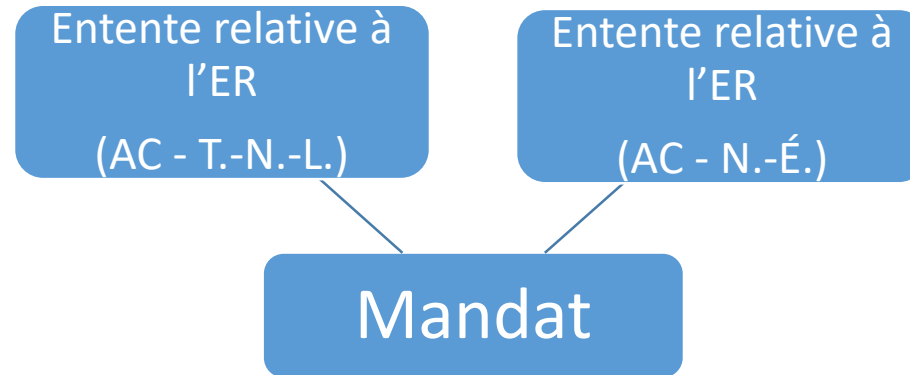 Entente relative à
l’ER
(AC - T.-N.-L.)
Entente relative à
l’ER
(AC - N.-É.)
Mandat